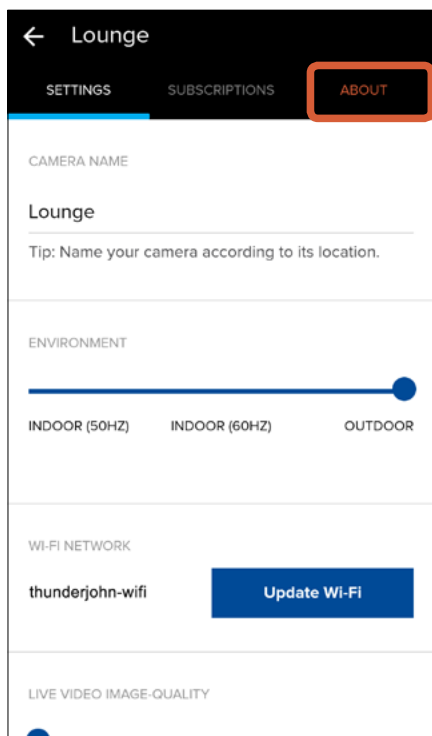 Lounge
SETTINGS SUBSCRIPTIONS ABOUT
CAMERA NAME
Lounge
Tip: Name your camera according to its location.
ENVIRONMENT
INDOOR (50HZ) INDOOR (60HZ) OUTDOOR
WI-FI NETWORK
thunderjohn-wifi Update Wi-Fi
LIVE VIDEO IMAGE-QUALITY